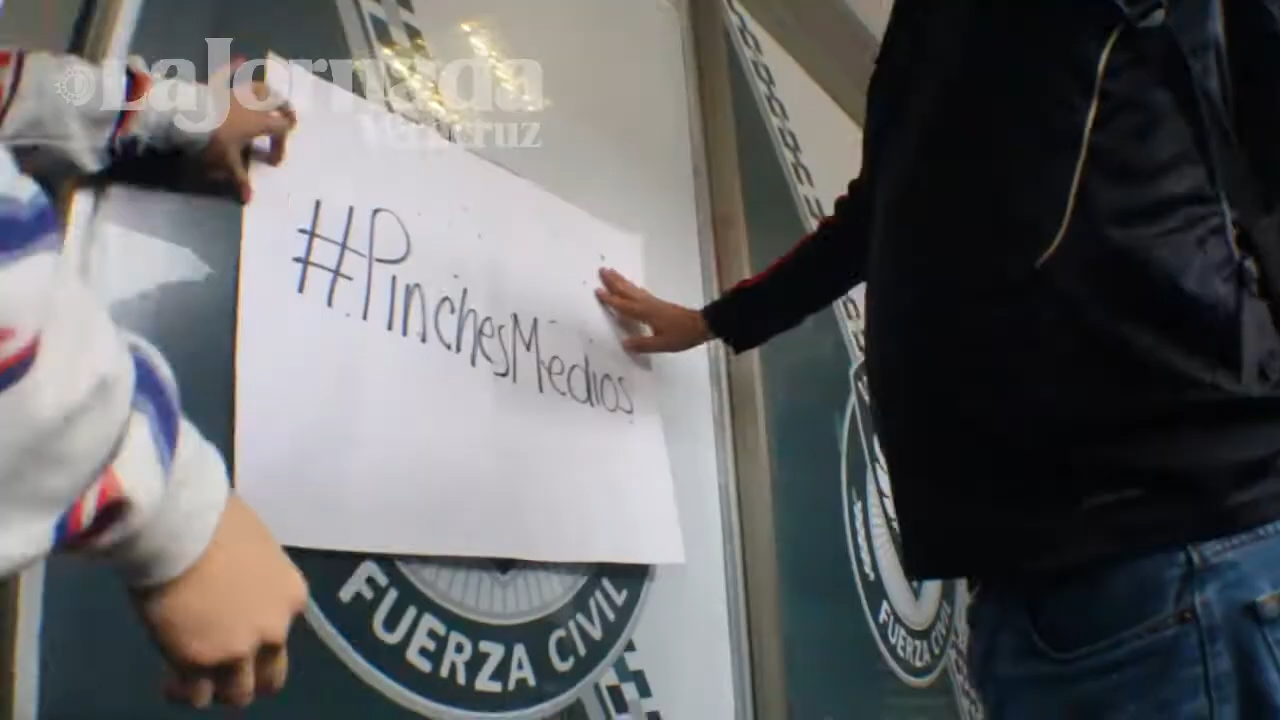 LaJornada
Veracruz
#PinchesMedios
FUERZA CIVIL
FUERZA CIVIL